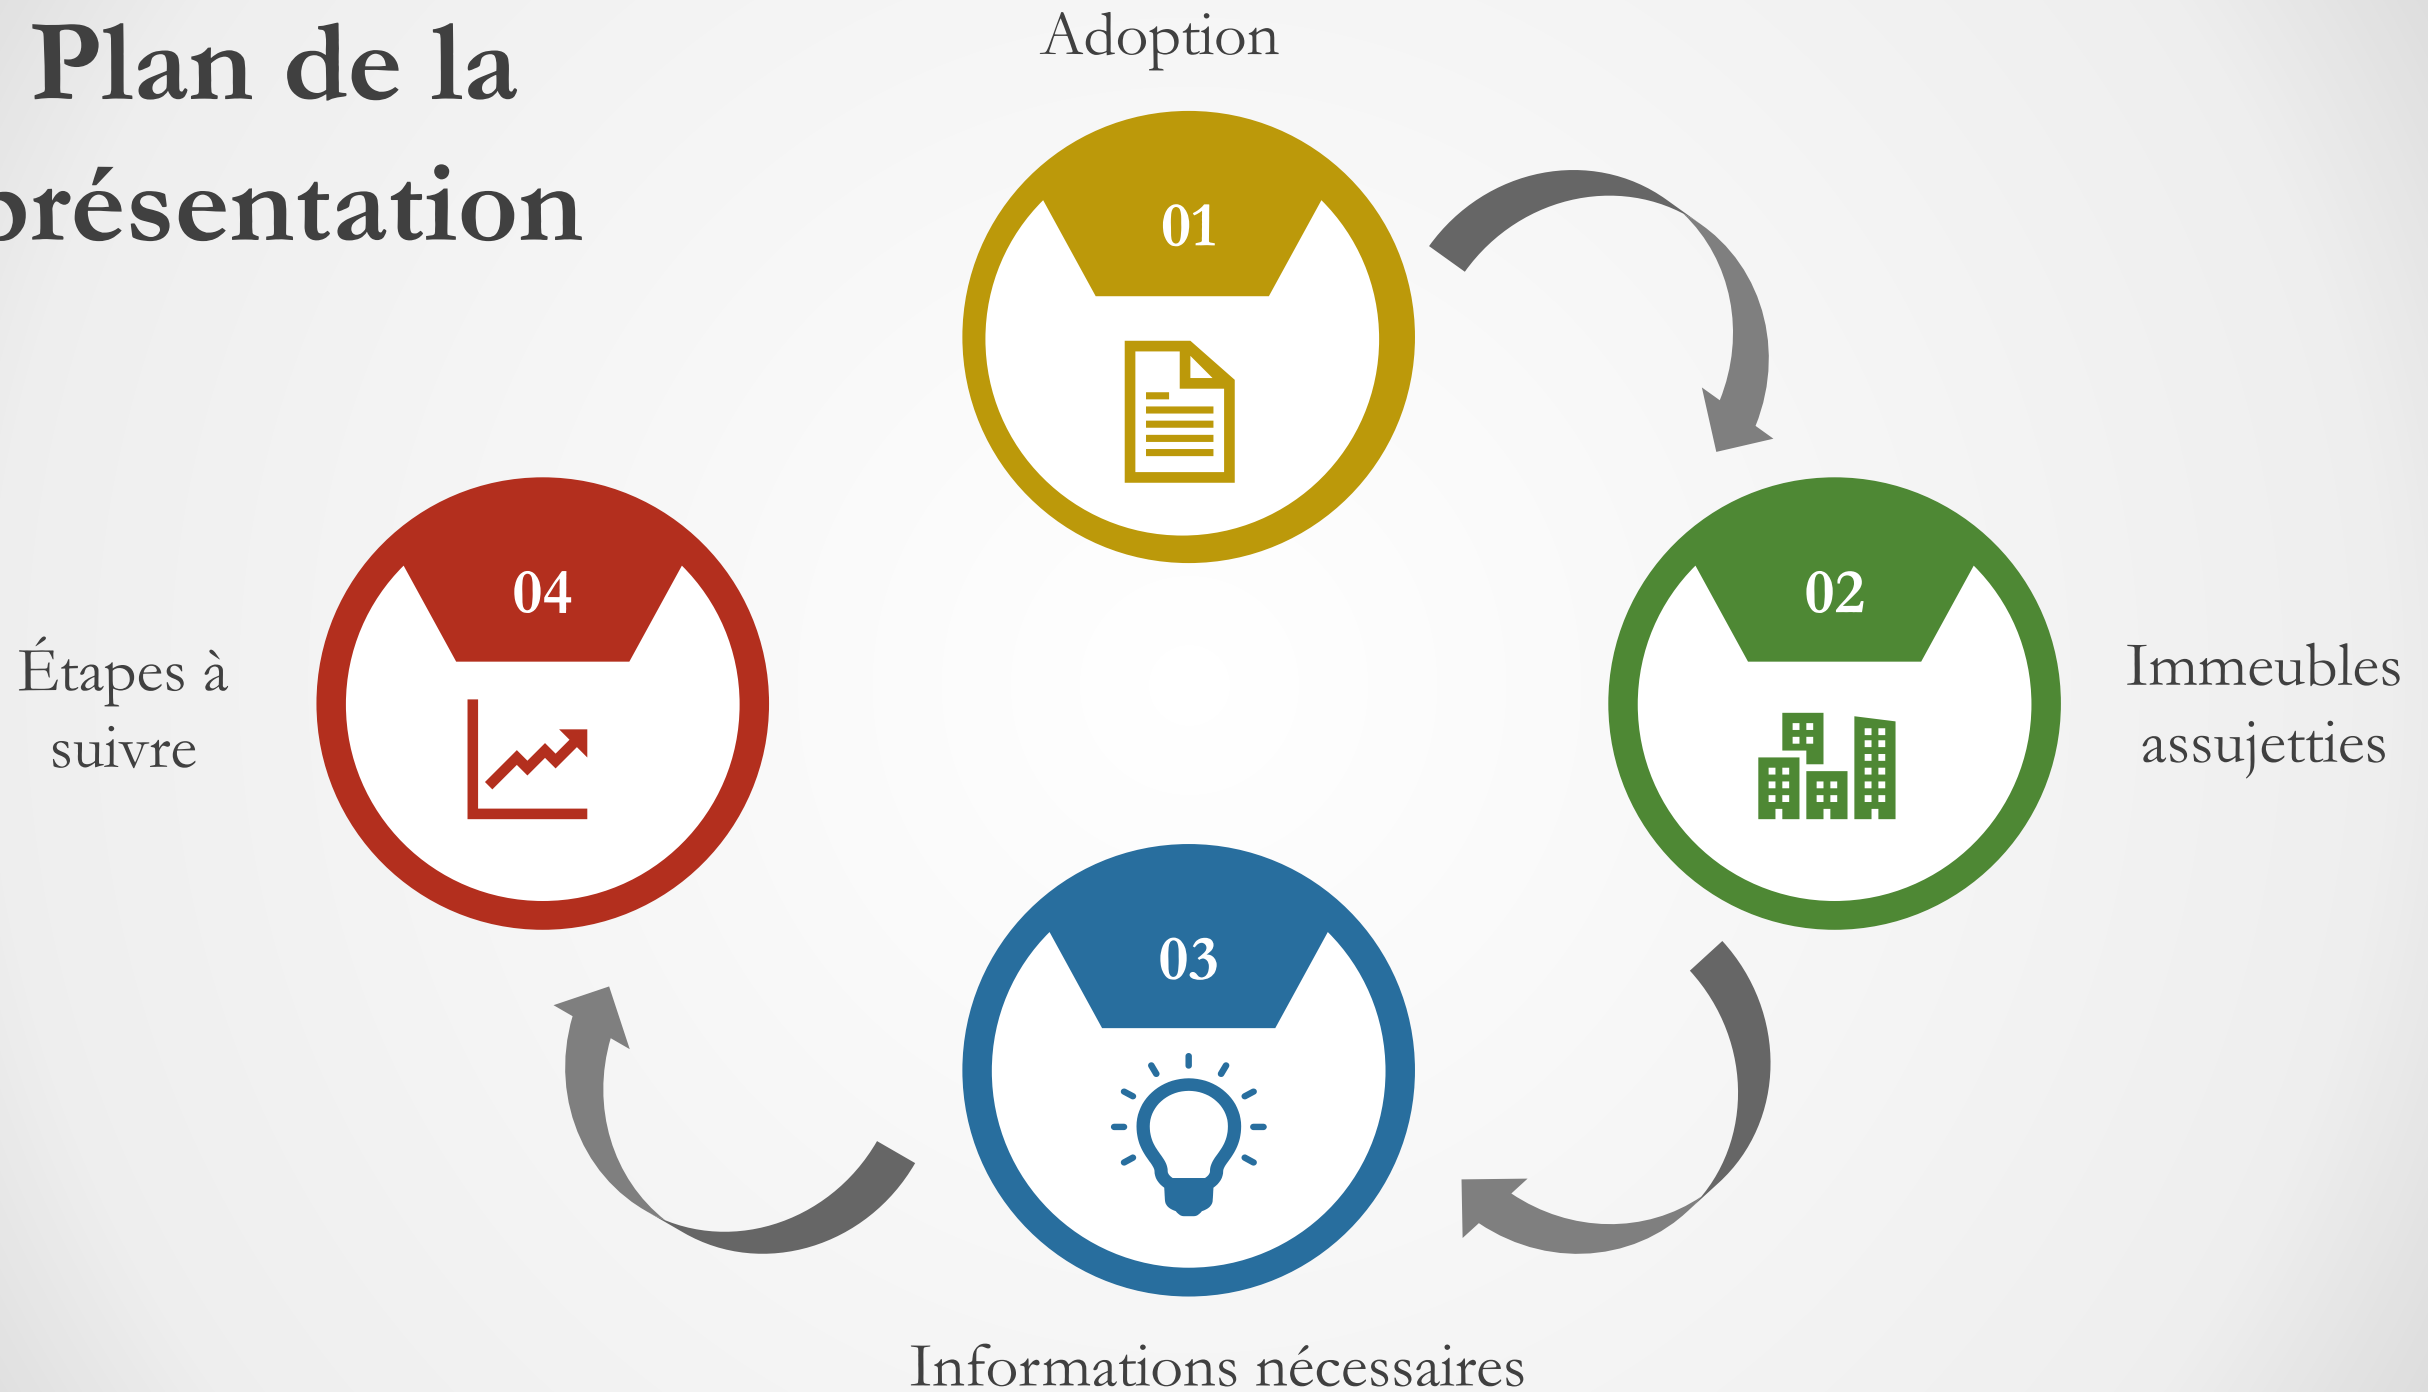 Plan de la
présentation
Adoption
01
02
Immeubles
assujetties
03
Informations nécessaires
04
Étapes à
suivre